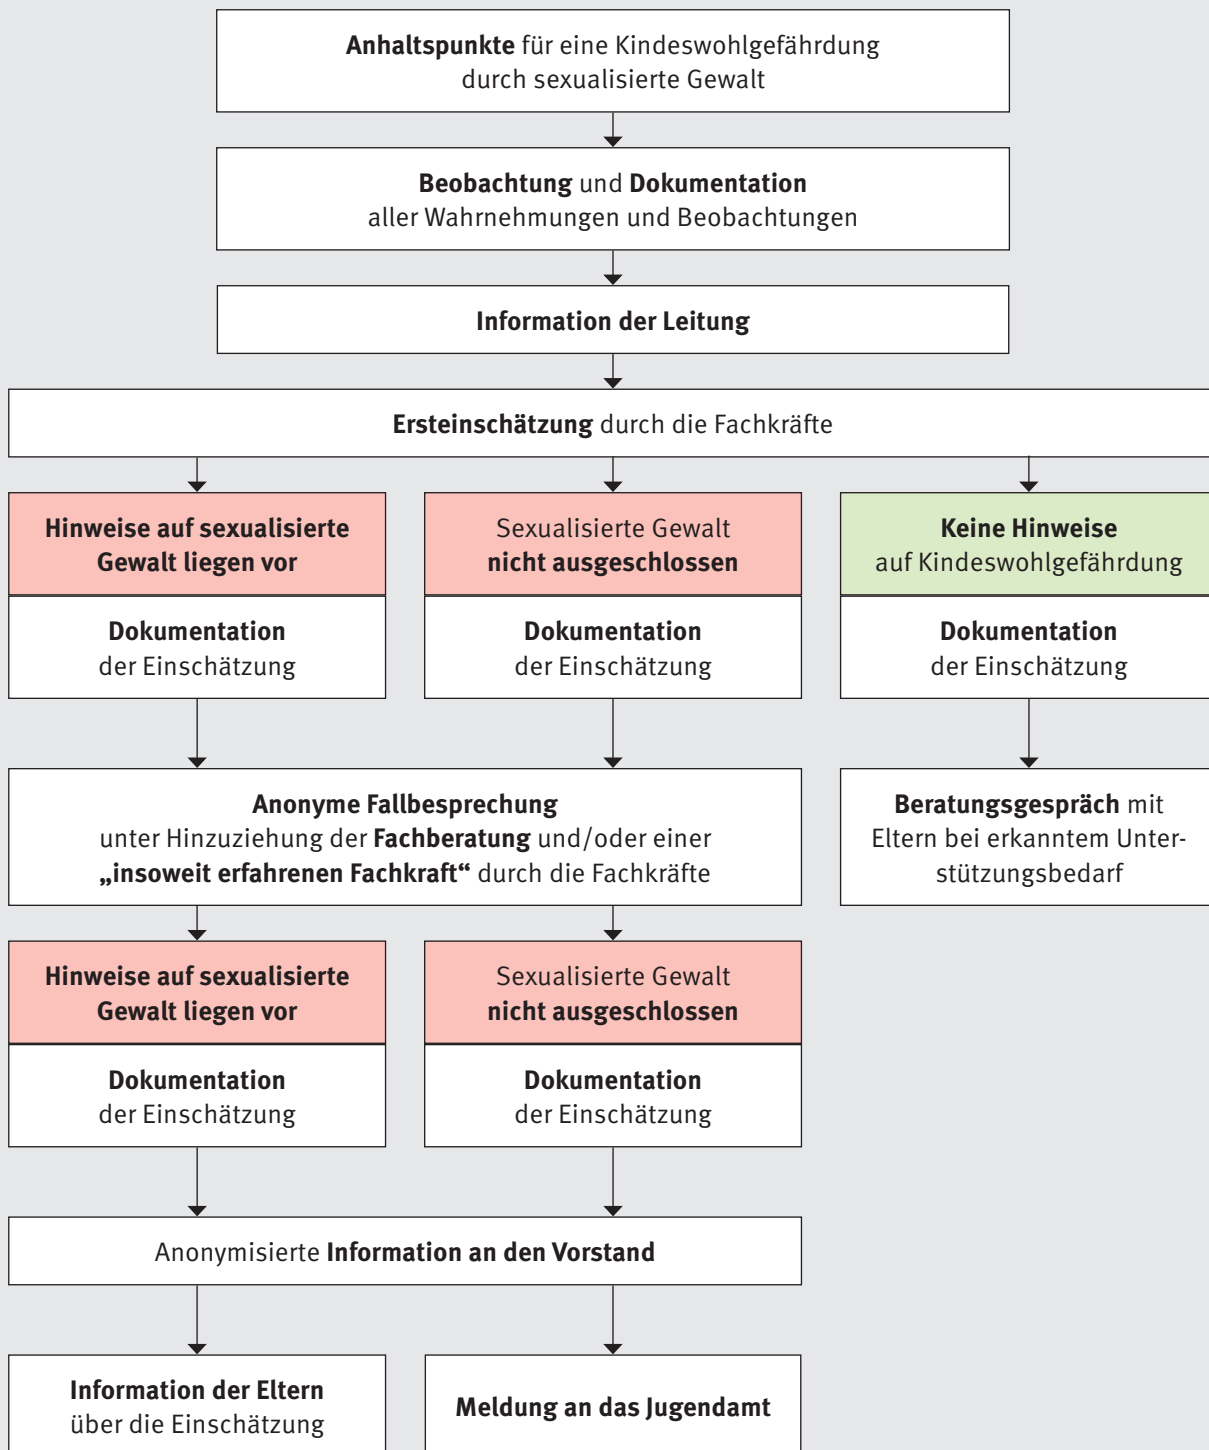 Anhaltspunkte für eine Kindeswohlgefährdung
durch sexualisierte Gewalt
Beobachtung und Dokumentation
aller Wahrnehmungen und Beobachtungen
Information der Leitung
Ersteinschätzung durch die Fachkräfte
Hinweise auf sexualisierte
Gewalt liegen vor
Dokumentation
der Einschätzung
Sexualisierte Gewalt
nicht ausgeschlossen
Dokumentation
der Einschätzung
Keine Hinweise
auf Kindeswohlgefährdung
Dokumentation
der Einschätzung
Anonyme Fallbesprechung
unter Hinzuziehung der Fachberatung und/oder einer
„insoweit erfahrenen Fachkraft“ durch die Fachkräfte
Beratungsgespräch mit
Eltern bei erkanntem Unter-
stützungsbedarf
Hinweise auf sexualisierte
Gewalt liegen vor
Dokumentation
der Einschätzung
Sexualisierte Gewalt
nicht ausgeschlossen
Dokumentation
der Einschätzung
Anonymisierte Information an den Vorstand
Information der Eltern
über die Einschätzung
Meldung an das Jugendamt